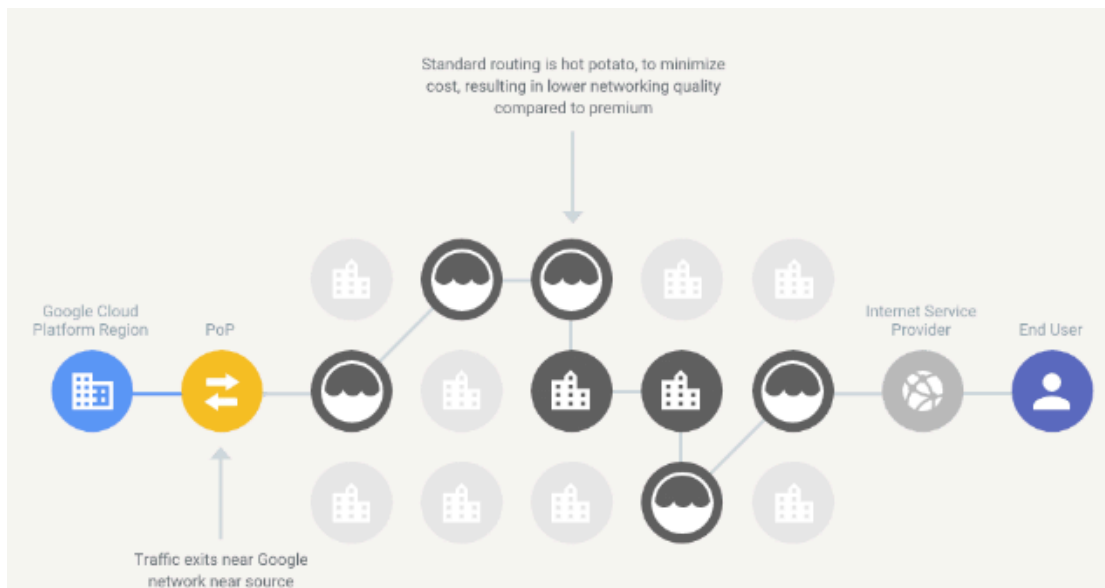 Standard routing is hot potato, to minimize
cost, resulting in lower networking quality
compared to premium
Google Cloud
Platform Region
PoP
Internet Service
Provider
End User
Traffic exits near Google
network near source